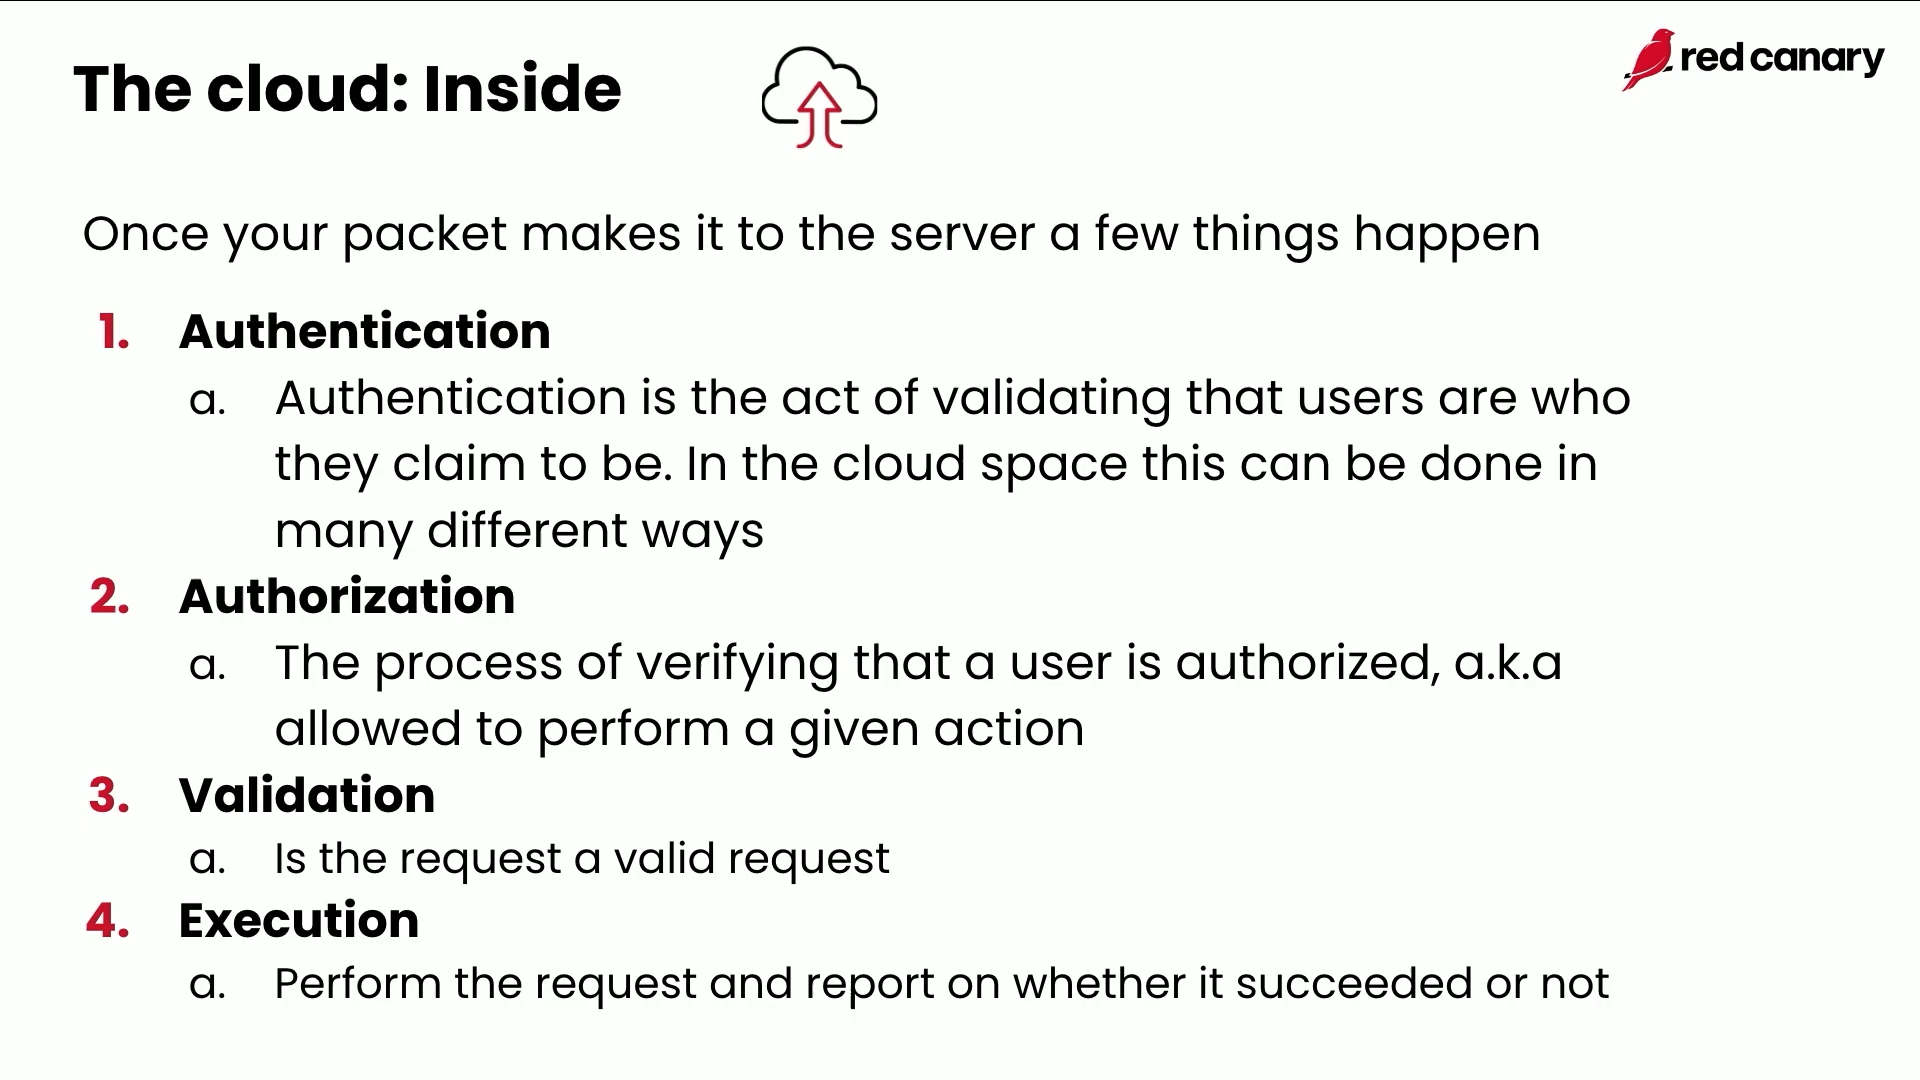 The cloud: Inside
red canary
Once your packet makes it to the server a few things happen
1. Authentication
a. Authentication is the act of validating that users are who
they claim to be. In the cloud space this can be done in
many different ways
2. Authorization
a. The process of verifying that a user is authorized, a.k.a
allowed to perform a given action
3. Validation
a. Is the request a valid request
4. Execution
a. Perform the request and report on whether it succeeded or not